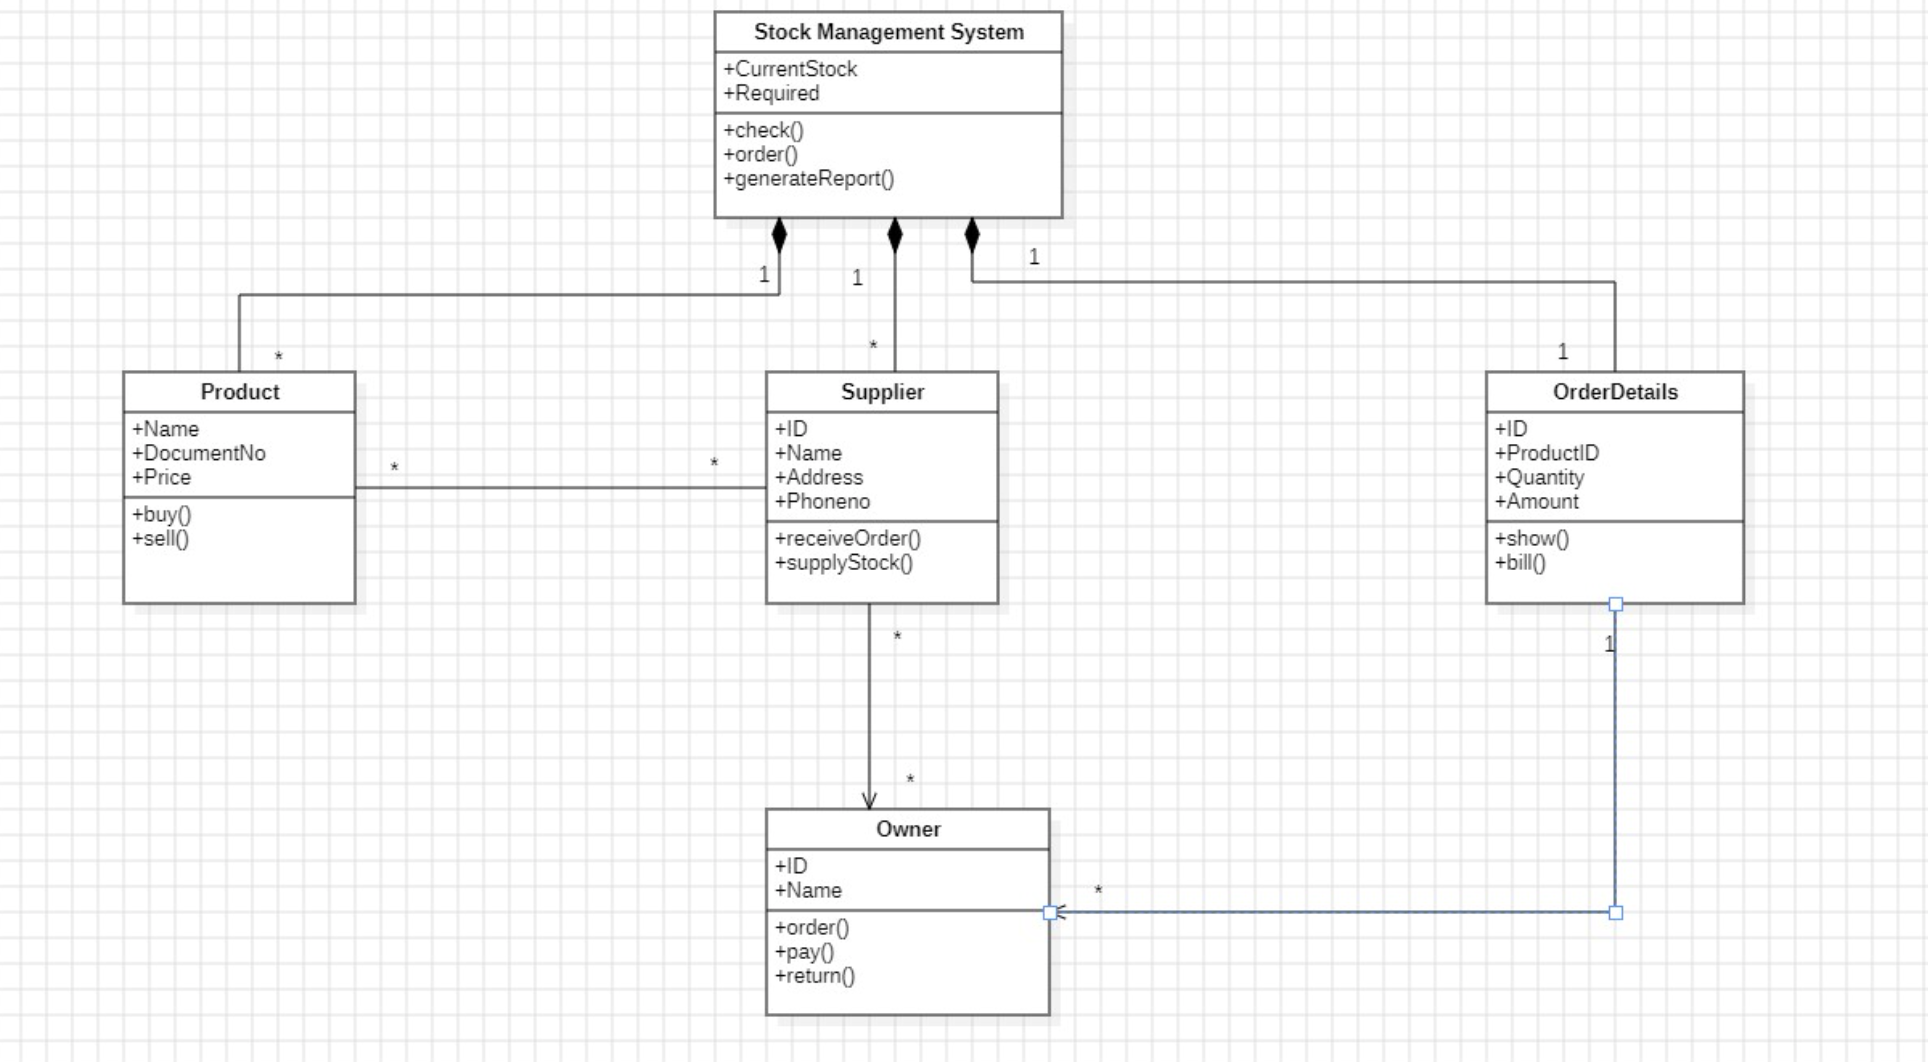 Stock Management System
+CurrentStock
+Required
+check()
+order()
+generateReport()
1
1
1
*
*
1
Product
+Name
+DocumentNo
+Price
+buy()
+sell()
*
*
Supplier
+ID
+Name
+Address
+Phoneno
+receiveOrder()
+supplyStock()
OrderDetails
+ID
+ProductID
+Quantity
+Amount
+show()
+bill()
*
1
*
Owner
+ID
+Name
+order()
+pay()
+return()
*